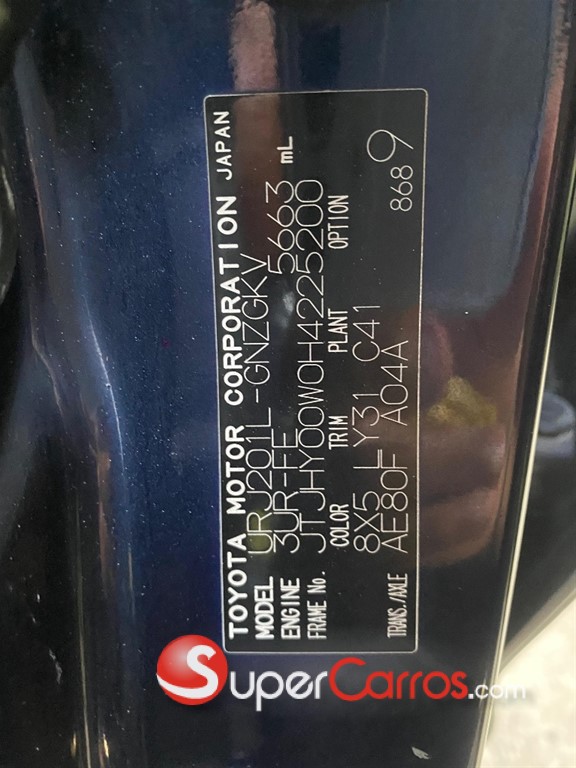 TOYOTA MOTOR CORPORATION JAPAN
MODEL URJ201L-GNZGKV
ENGINE 3UR-FE 5663 mL
FRAME No. JTJHY00W0H4225200
COLOR TRIM PLANT OPTION
8X5 LY31 C41
TRANS./AXLE AE80F A04A 868 9
SuperCarros.com